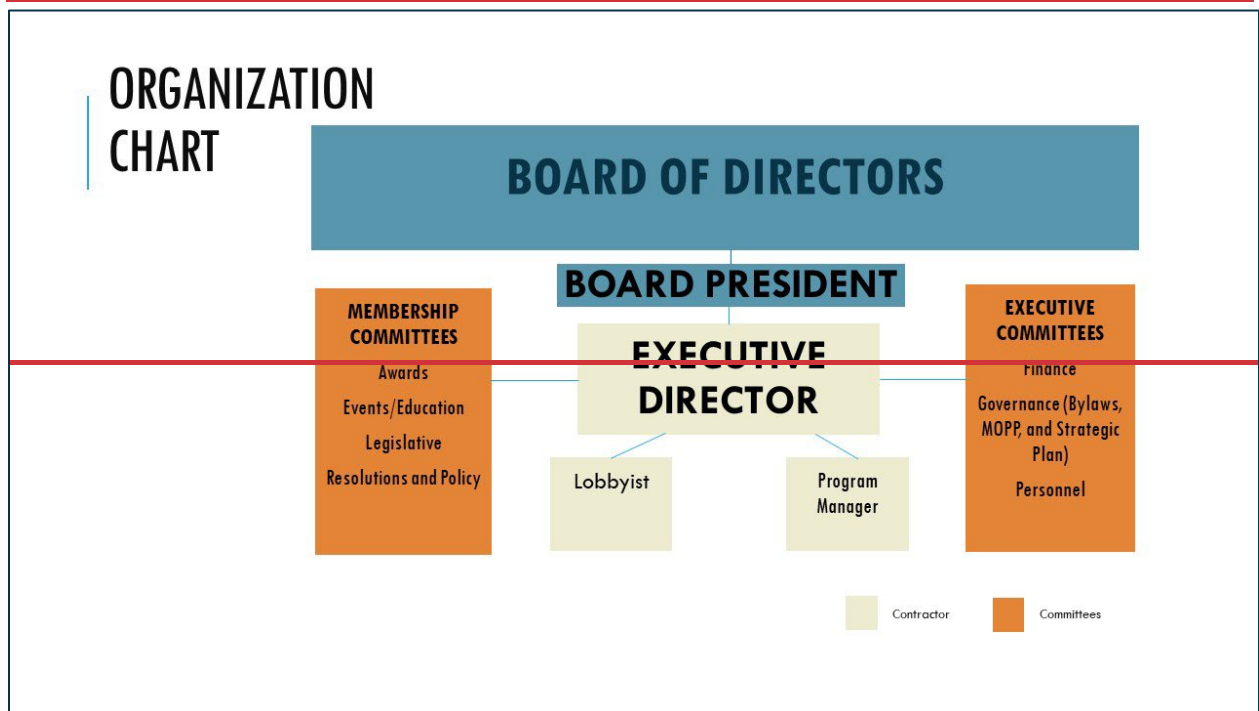 ORGANIZATION
CHART
BOARD OF DIRECTORS
BOARD PRESIDENT
MEMBERSHIP
COMMITTEES
Awards
Events/Education
Legislative
Resolutions and Policy
EXECUTIVE
DIRECTOR
EXECUTIVE
COMMITTEES
Finance
Governance (Bylaws,
MOPP, and Strategic
Plan)
Personnel
Lobbyist
Program
Manager
Contractor
Committees